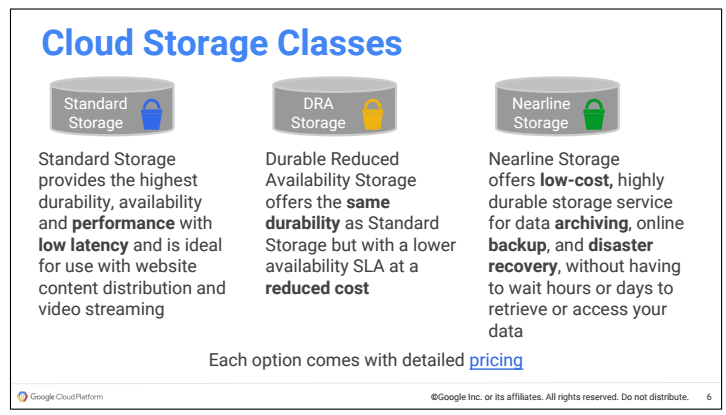 Cloud Storage Classes
Standard
Storage
DRA
Storage
Nearline
Storage
Standard Storage
provides the highest
durability, availability
and performance with
low latency and is ideal
for use with website
content distribution and
video streaming
Durable Reduced
Availability Storage
offers the same
durability as Standard
Storage but with a lower
availability SLA at a
reduced cost
Nearline Storage
offers low-cost, highly
durable storage service
for data archiving, online
backup, and disaster
recovery, without having
to wait hours or days to
retrieve or access your
data
Each option comes with detailed pricing
Google Cloud Platform
©Google Inc. or its affiliates. All rights reserved. Do not distribute. 6